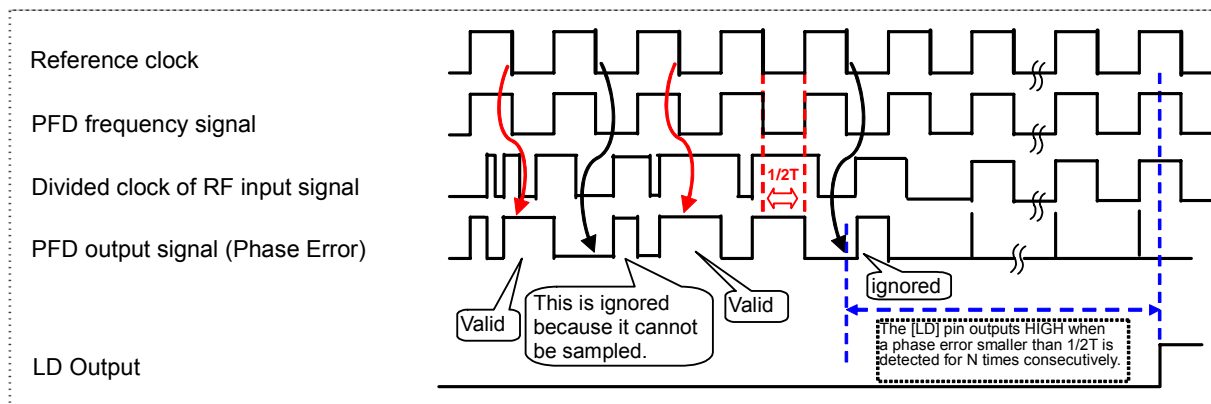 Reference clock
PFD frequency signal
Divided clock of RF input signal
1/2T
PFD output signal (Phase Error)
Valid
This is ignored
because it cannot
be sampled.
Valid
ignored
The [LD] pin outputs HIGH when
a phase error smaller than 1/2T is
detected for N times consecutively.
LD Output